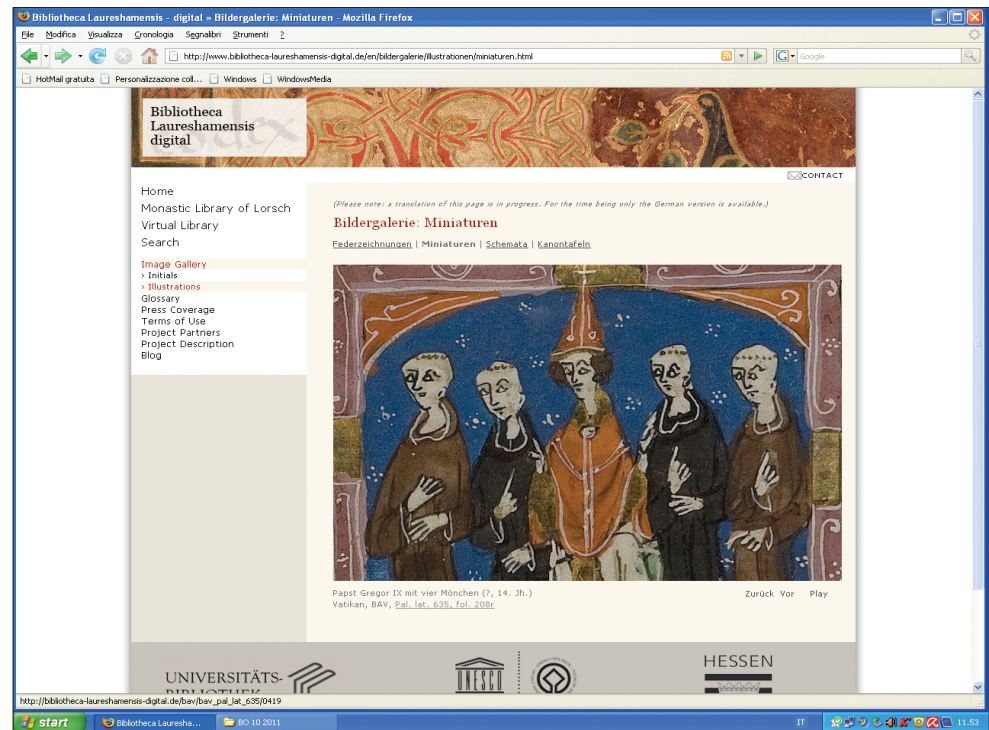 Bibliotheca Laureshamensis - digital » Bildergalerie: Miniaturen - Mozilla Firefox
File Modifica Visualizza Cronologia Segnalibri Strumenti ?
http://www.bibliotheca-laureshamensis-digital.de/en/bildergalerie/illustrationen/miniaturen.html
G Google
HotMail gratuita Personalizzazione coll... Windows WindowsMedia
Bibliotheca
Laureshamensis
digital
codex
CONTACT
Home
Monastic Library of Lorsch
Virtual Library
Search
Image Gallery
› Initials
› Illustrations
Glossary
Press Coverage
Terms of Use
Project Partners
Project Description
Blog
(Please note: a translation of this page is in progress. For the time being only the German version is available.)
Bildergalerie: Miniaturen
Federzeichnungen | Miniaturen | Schemata | Kanontafeln
Papst Gregor IX mit vier Mönchen (?, 14. Jh.)
Vatikan, BAV, Pal. lat. 635, fol. 208r
Zurück Vor Play
UNIVERSITÄTS-
BIBLIOTHEK
UNESCO
HESSEN
http://bibliotheca-laureshamensis-digital.de/bav/bav_pal_lat_635/0419
start
Bibliotheca Lauresha...
BO 10 2011
IT
11.53